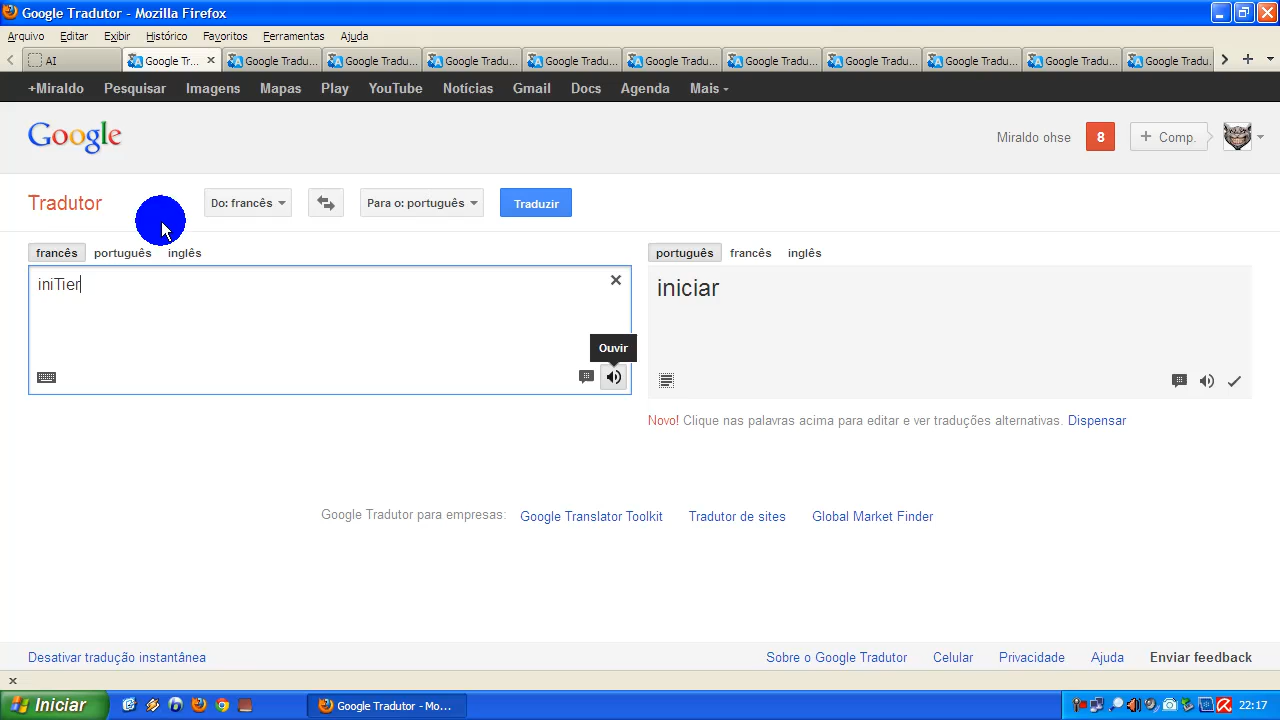 Google Tradutor - Mozilla Firefox
Arquivo Editar Exibir Histórico Favoritos Ferramentas Ajuda
AI Google Tr... Google Tradu... Google Tradu... Google Tradu... Google Tradu... Google Tradu... Google Tradu... Google Tradu... Google Tradu... Google Tradu... Google Tradu
+Miraldo Pesquisar Imagens Mapas Play YouTube Notícias Gmail Docs Agenda Mais
Google Miraldo ohse 8 + Comp.
Tradutor Do: francês Para o: português Traduzir
francês português inglês português francês inglês
iniTier iniciar
Ouvir
Novo! Clique nas palavras acima para editar e ver traduções alternativas. Dispensar
Google Tradutor para empresas: Google Translator Toolkit Tradutor de sites Global Market Finder
Desativar tradução instantânea Sobre o Google Tradutor Celular Privacidade Ajuda Enviar feedback
Iniciar Google Tradutor - Mo... 22:17